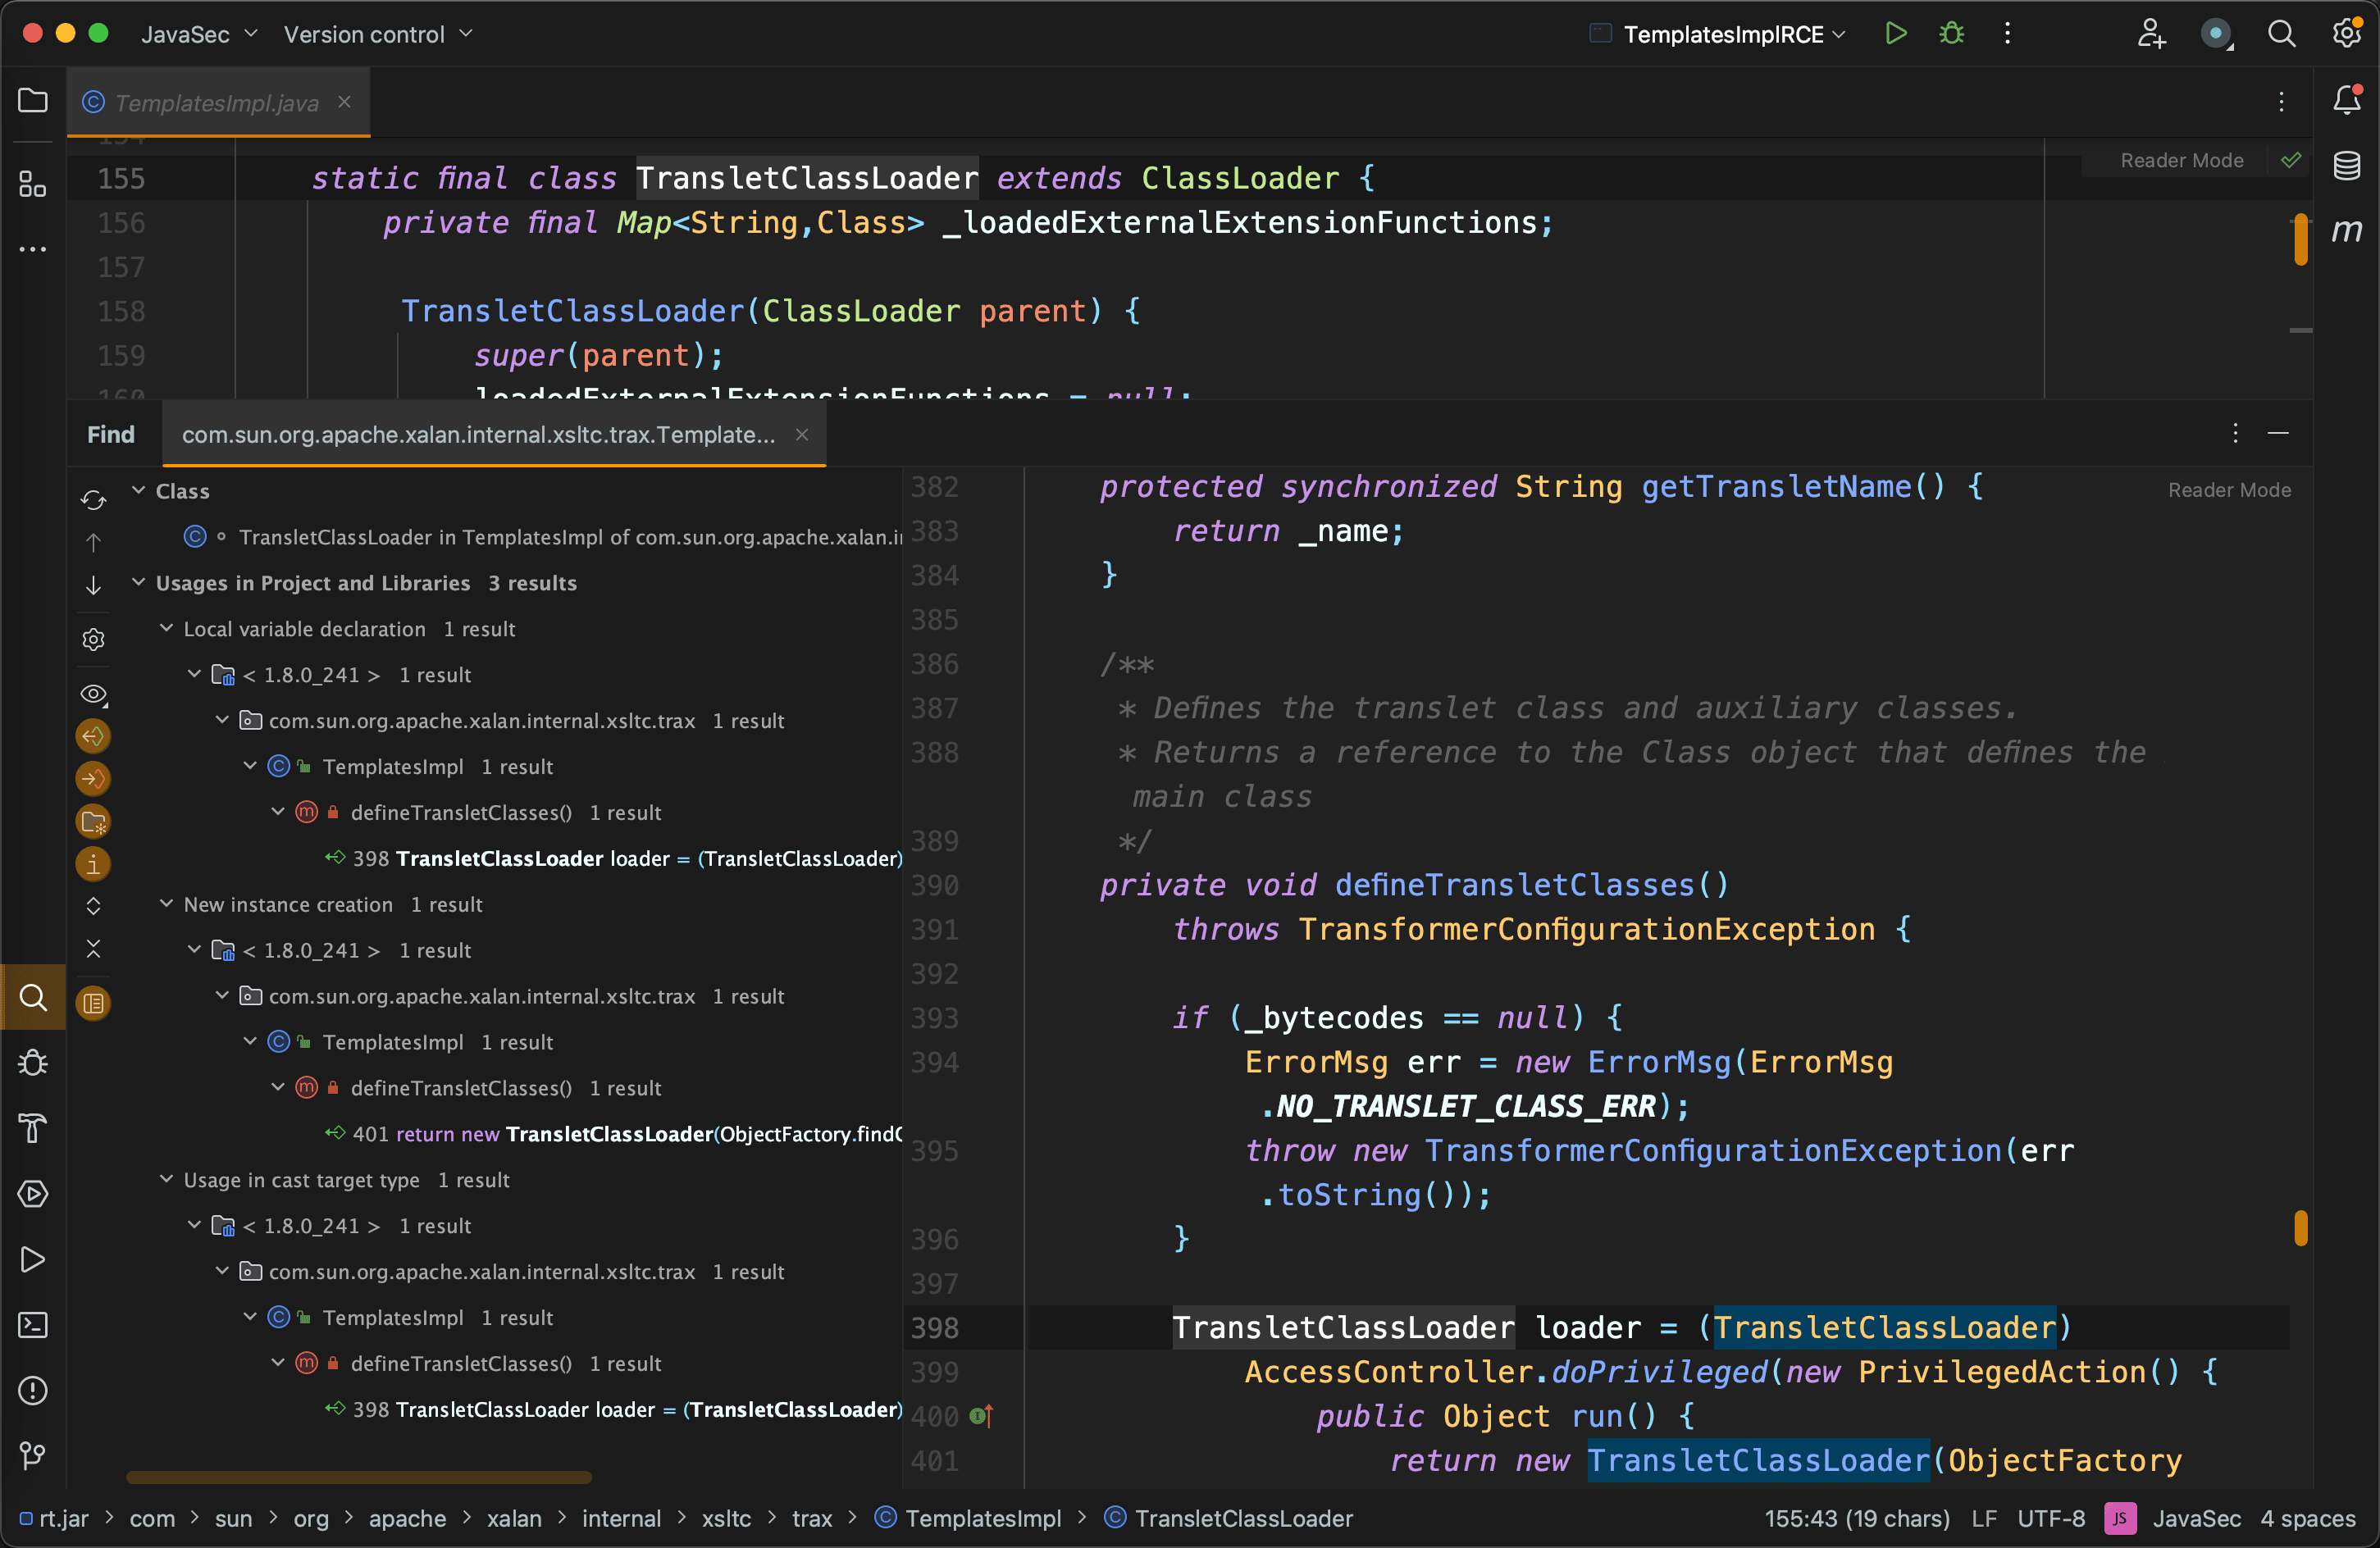 JavaSec Version control TemplatesImplRCE
TemplatesImpl.java
Reader Mode
155 static final class TransletClassLoader extends ClassLoader {
156 private final Map<String,Class> _loadedExternalExtensionFunctions;
157
158 TransletClassLoader(ClassLoader parent) {
159 super(parent);
Find com.sun.org.apache.xalan.internal.xsltc.trax.Template...
Class
TransletClassLoader in TemplatesImpl of com.sun.org.apache.xalan.
Usages in Project and Libraries 3 results
Local variable declaration 1 result
< 1.8.0_241 > 1 result
com.sun.org.apache.xalan.internal.xsltc.trax 1 result
TemplatesImpl 1 result
defineTransletClasses() 1 result
398 TransletClassLoader loader = (TransletClassLoader)
New instance creation 1 result
< 1.8.0_241 > 1 result
com.sun.org.apache.xalan.internal.xsltc.trax 1 result
TemplatesImpl 1 result
defineTransletClasses() 1 result
401 return new TransletClassLoader(ObjectFactory.find
Usage in cast target type 1 result
< 1.8.0_241 > 1 result
com.sun.org.apache.xalan.internal.xsltc.trax 1 result
TemplatesImpl 1 result
defineTransletClasses() 1 result
398 TransletClassLoader loader = (TransletClassLoader)
382 protected synchronized String getTransletName() {
Reader Mode
383 return _name;
384 }
385
386 /**
387 * Defines the translet class and auxiliary classes.
388 * Returns a reference to the Class object that defines the
main class
389 */
390 private void defineTransletClasses()
391 throws TransformerConfigurationException {
392
393 if (_bytecodes == null) {
394 ErrorMsg err = new ErrorMsg(ErrorMsg
.NO_TRANSLET_CLASS_ERR);
395 throw new TransformerConfigurationException(err
.toString());
396 }
397
398 TransletClassLoader loader = (TransletClassLoader)
399 AccessController.doPrivileged(new PrivilegedAction() {
400 public Object run() {
401 return new TransletClassLoader(ObjectFactory
rt.jar > com > sun > org > apache > xalan > internal > xsltc > trax > TemplatesImpl > TransletClassLoader
155:43 (19 chars) LF UTF-8 JS JavaSec 4 spaces